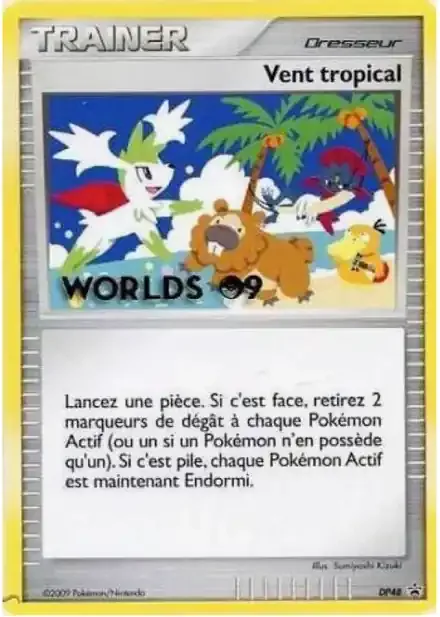 TRAINER
Dresseur
Vent tropical
WORLDS 09
Lancez une pièce. Si c'est face, retirez 2
marqueurs de dégât à chaque Pokémon
Actif (ou un si un Pokémon n'en possède
qu'un). Si c'est pile, chaque Pokémon Actif
est maintenant Endormi.
Illus. Sumiyoshi Kizuki
©2009 Pokémon/Nintendo
DP48